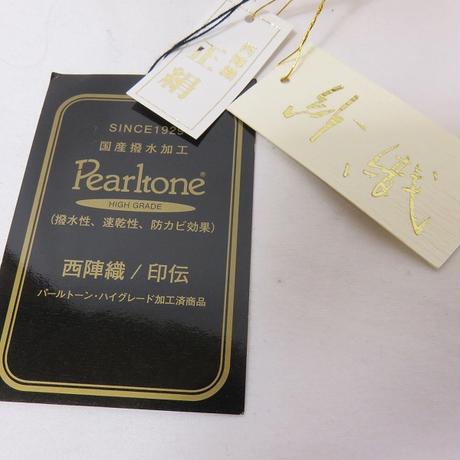 SINCE1929
国産撥水加工
Pearltone®
HIGH GRADE
(撥水性、速乾性、防カビ効果)
西陣織 / 印伝
パールトーン・ハイグレード加工済商品
正絹